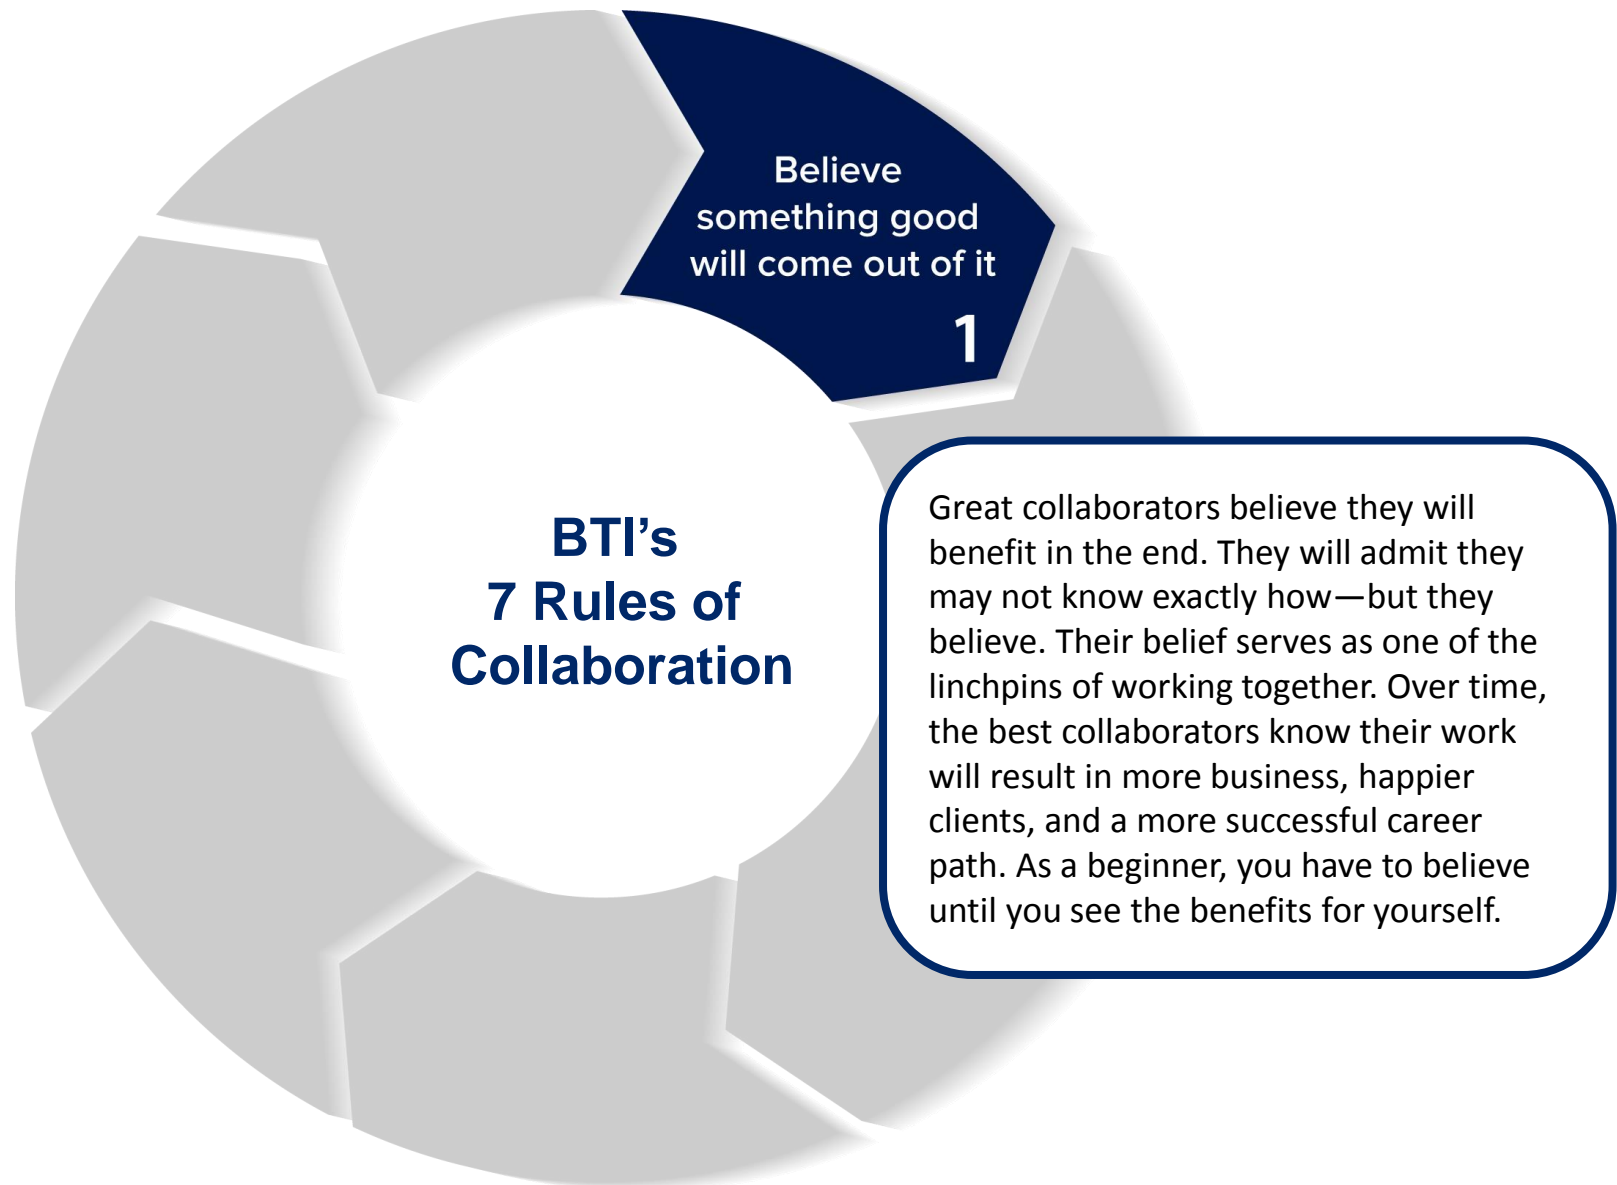 Believe
something good
will come out of it
1
BTI’s
7 Rules of
Collaboration
Great collaborators believe they will
benefit in the end. They will admit they
may not know exactly how—but they
believe. Their belief serves as one of the
linchpins of working together. Over time,
the best collaborators know their work
will result in more business, happier
clients, and a more successful career
path. As a beginner, you have to believe
until you see the benefits for yourself.